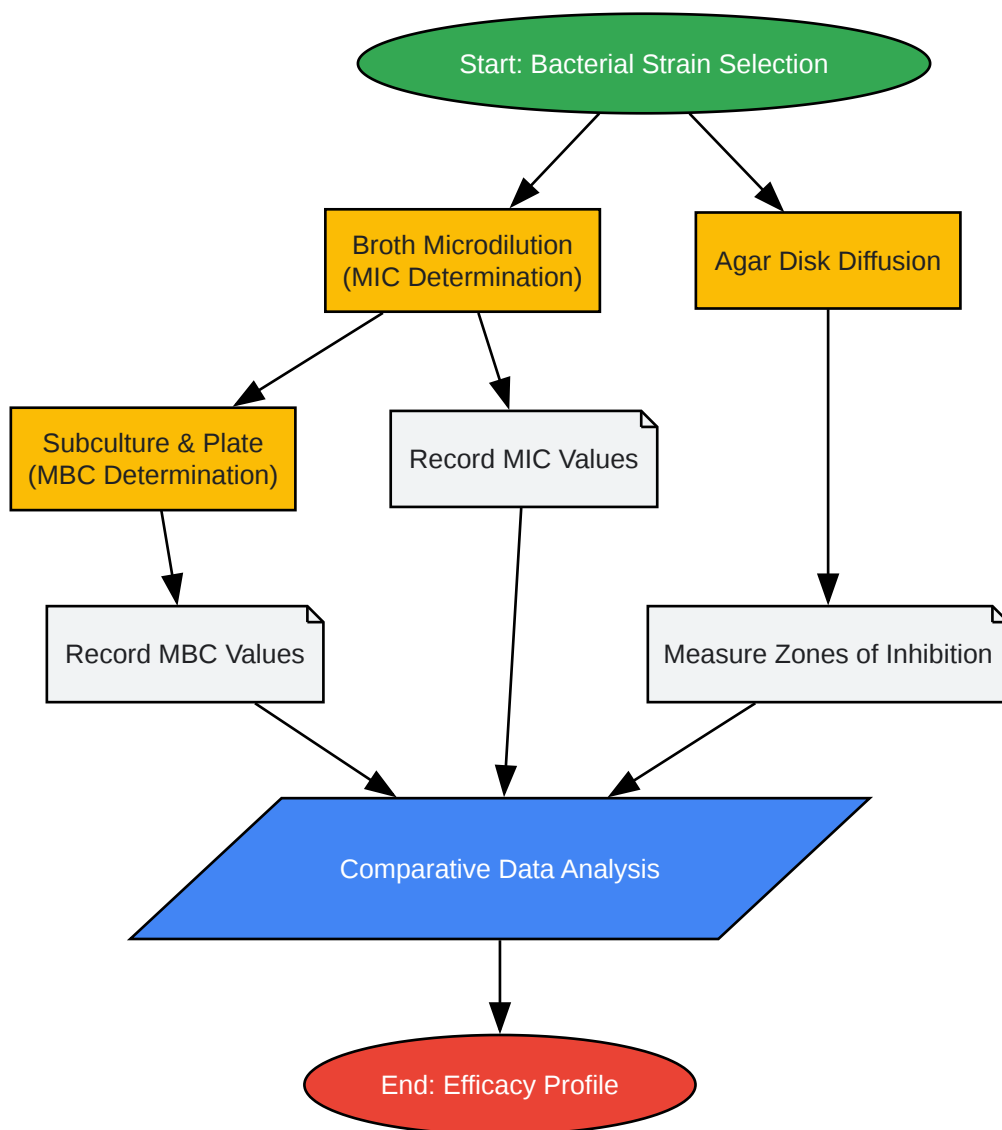 Start: Bacterial Strain Selection
Broth Microdilution
(MIC Determination)
Agar Disk Diffusion
Subculture & Plate
(MBC Determination)
Record MIC Values
Record MBC Values
Measure Zones of Inhibition
Comparative Data Analysis
End: Efficacy Profile